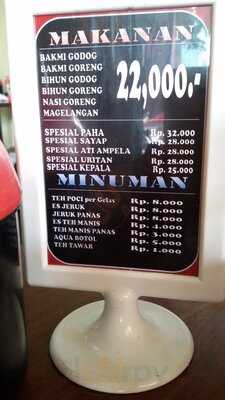 MAKANAN
BAKMI GODOG
BAKMI GORENG
BIHUN GODOG
BIHUN GORENG
NASI GORENG
MAGELANGAN
22,000,-
SPESIAL PAHA Rp. 32.000
SPESIAL SAYAP Rp. 28.000
SPESIAL ATI AMPELA Rp. 28.000
SPESIAL URITAN Rp. 28.000
SPESIAL KEPALA Rp. 25.000
MINUMAN
TEH POCI per Gelas Rp. 8.000
ES JERUK Rp. 8.000
JERUK PANAS Rp. 8.000
ES TEH MANIS Rp. 4.000
TEH MANIS PANAS Rp. 3.000
AQUA BOTOL Rp. 5.000
TEH TAWAR Rp. 1.000